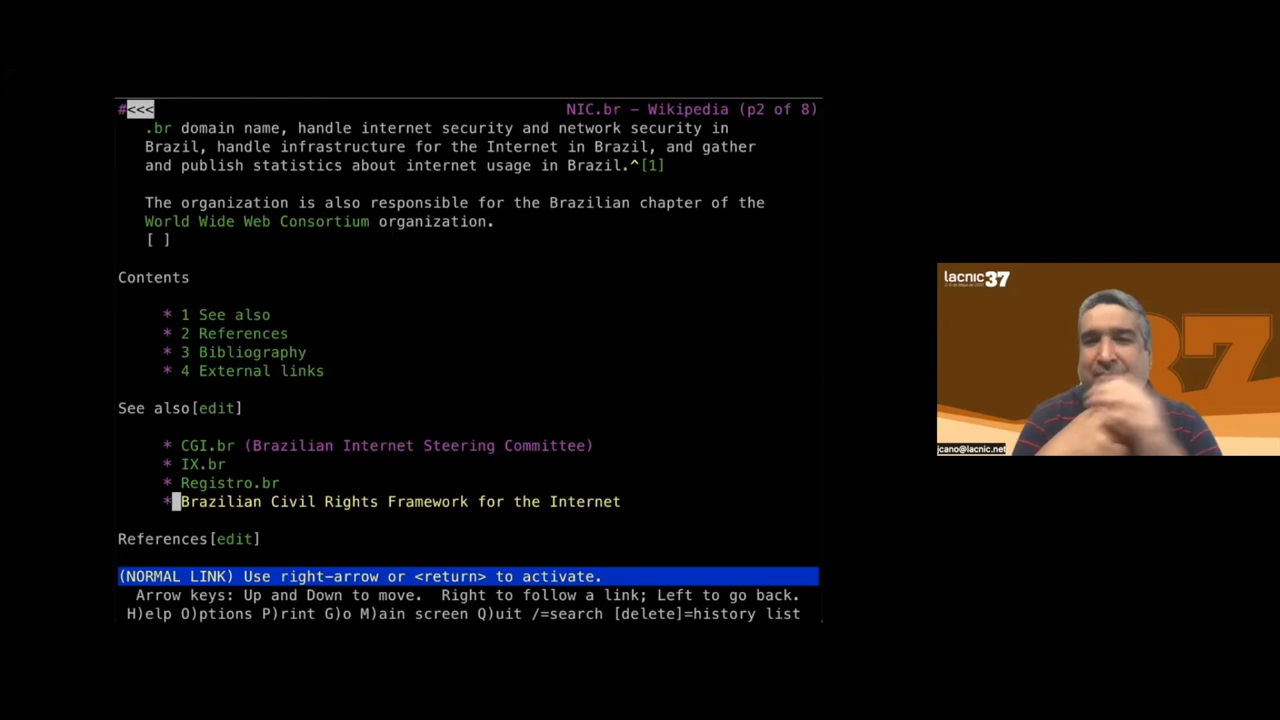 #<<<
NIC.br – Wikipedia (p2 of 8)
.br domain name, handle internet security and network security in
Brazil, handle infrastructure for the Internet in Brazil, and gather
and publish statistics about internet usage in Brazil.^[1]
The organization is also responsible for the Brazilian chapter of the
World Wide Web Consortium organization.
[ ]
Contents
* 1 See also
* 2 References
* 3 Bibliography
* 4 External links
See also[edit]
* CGI.br (Brazilian Internet Steering Committee)
* IX.br
* Registro.br
* Brazilian Civil Rights Framework for the Internet
References[edit]
(NORMAL LINK) Use right-arrow or <return> to activate.
Arrow keys: Up and Down to move.  Right to follow a link; Left to go back.
H)elp O)ptions P)rint G)o M)ain screen Q)uit /=search [delete]=history list
lacnic37
37
jcano@lacnic.net